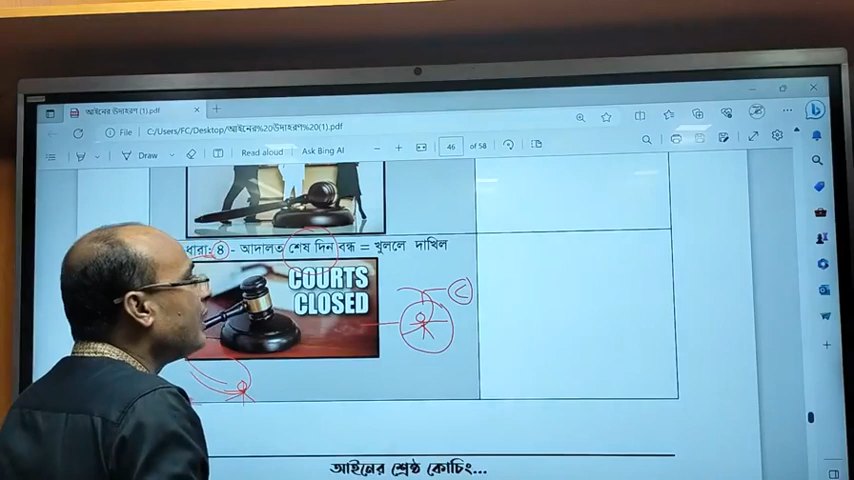 আইনের উদাহরণ (1).pdf
File C:/Users/FC/Desktop/আইনের%20উদাহরণ%20(1).pdf
Draw Read aloud Ask Bing AI 46 of 58
ধারা: 4 - আদালত শেষ দিন বন্ধ = খুললে দাখিল
COURTS
CLOSED
আইনের শ্রেষ্ঠ কোচিং...